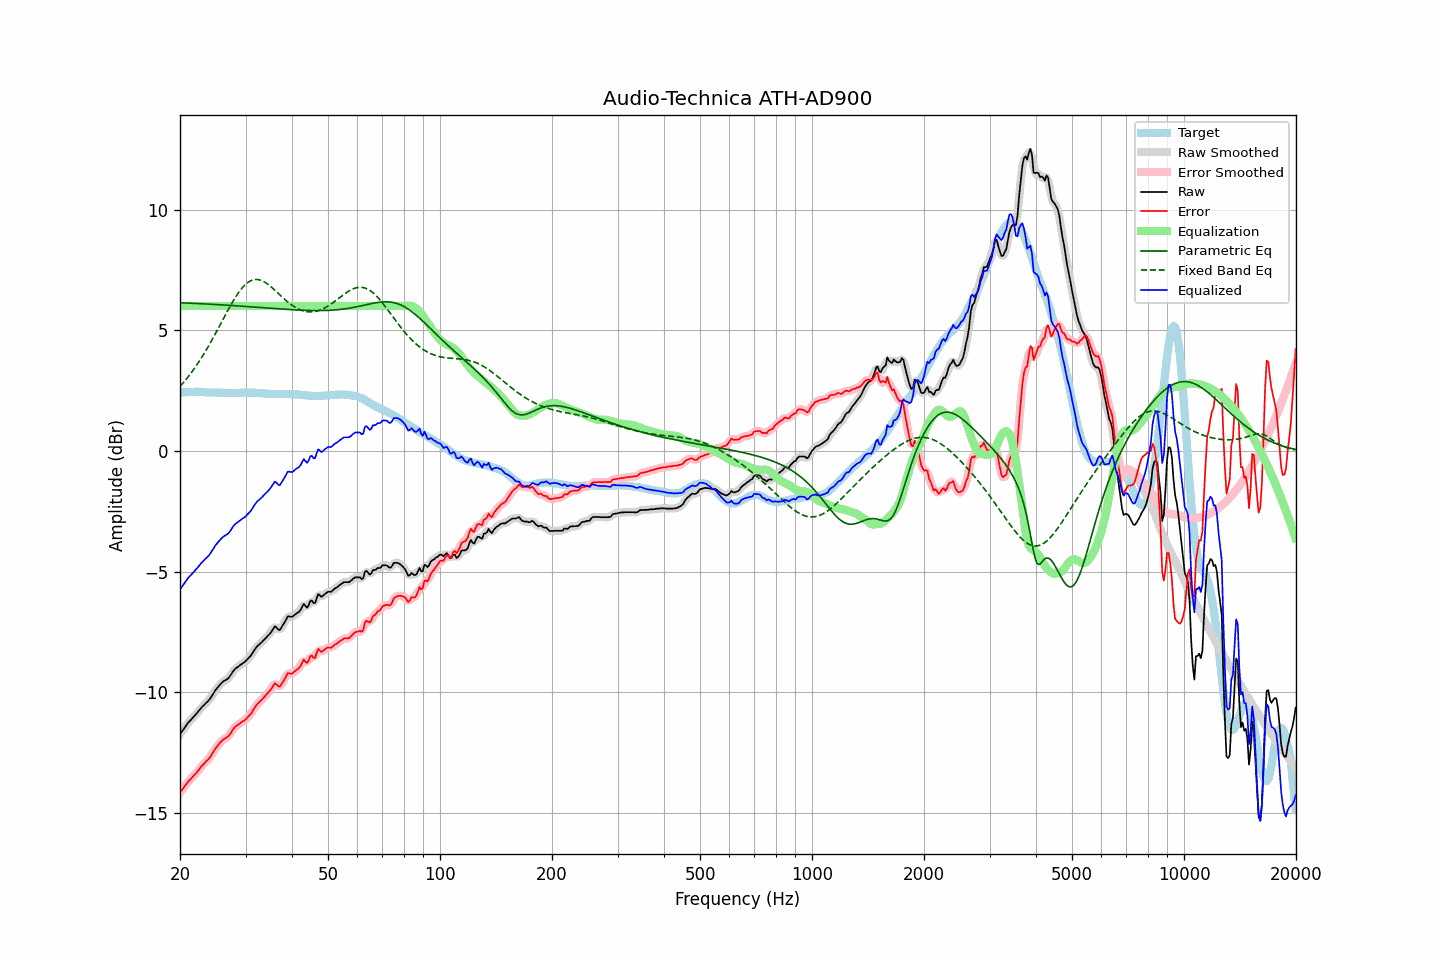 Audio-Technica ATH-AD900
Target
Raw Smoothed
Error Smoothed
Raw
Error
Equalization
Parametric Eq
Fixed Band Eq
Equalized
Amplitude (dBr)
10
5
0
−5
−10
−15
20 50 100 200 500 1000 2000 5000 10000 20000
Frequency (Hz)